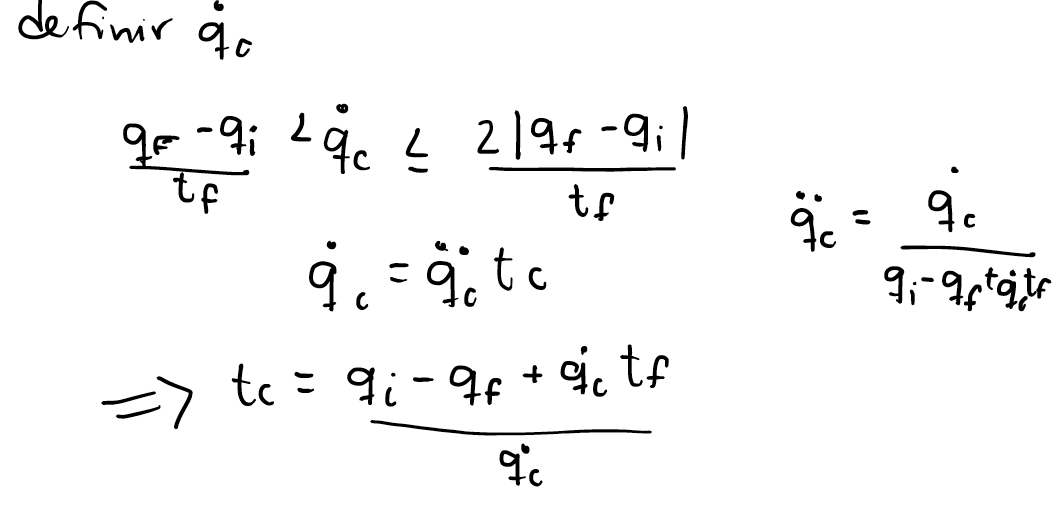 definir q̇c
(qF - qi)/tf < q̇c ≤ 2|qf - qi|/tf
q̇c = q̈c tc
q̈c = q̇c/(qi - qf + q̇c tf)
=> tc = (qi - qf + q̇c tf)/q̇c